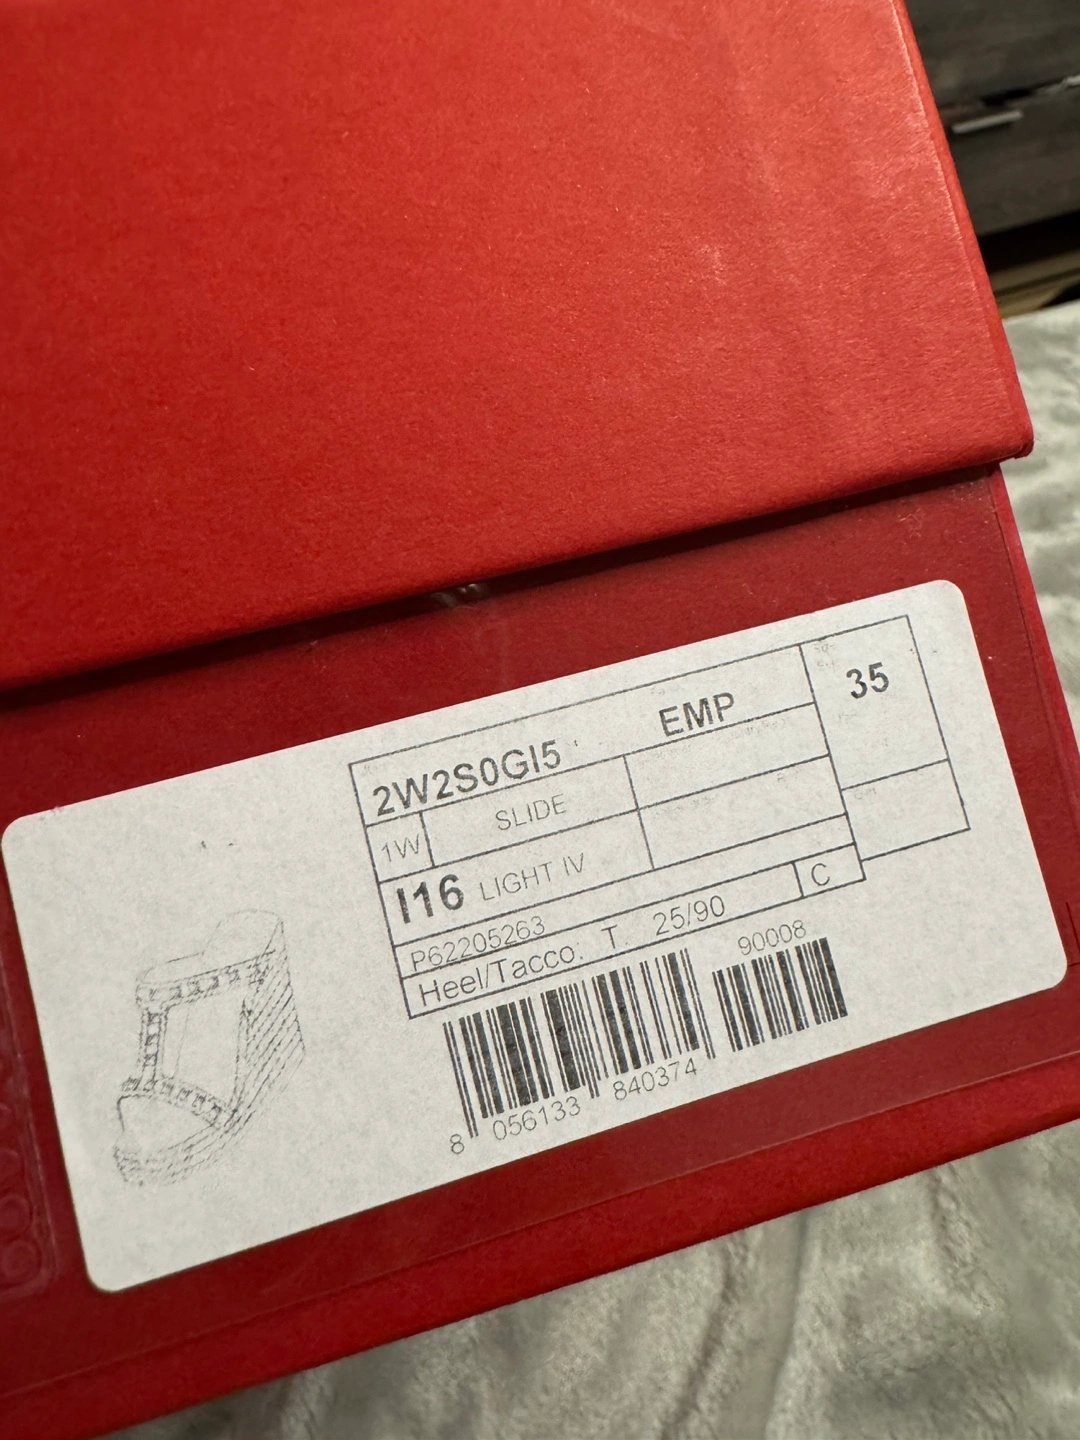 2W2S0GI5 EMP 35
1W SLIDE
I16 LIGHT IV
P62205263 C
Heel/Tacco: T. 25/90
90008
8 056133 840374